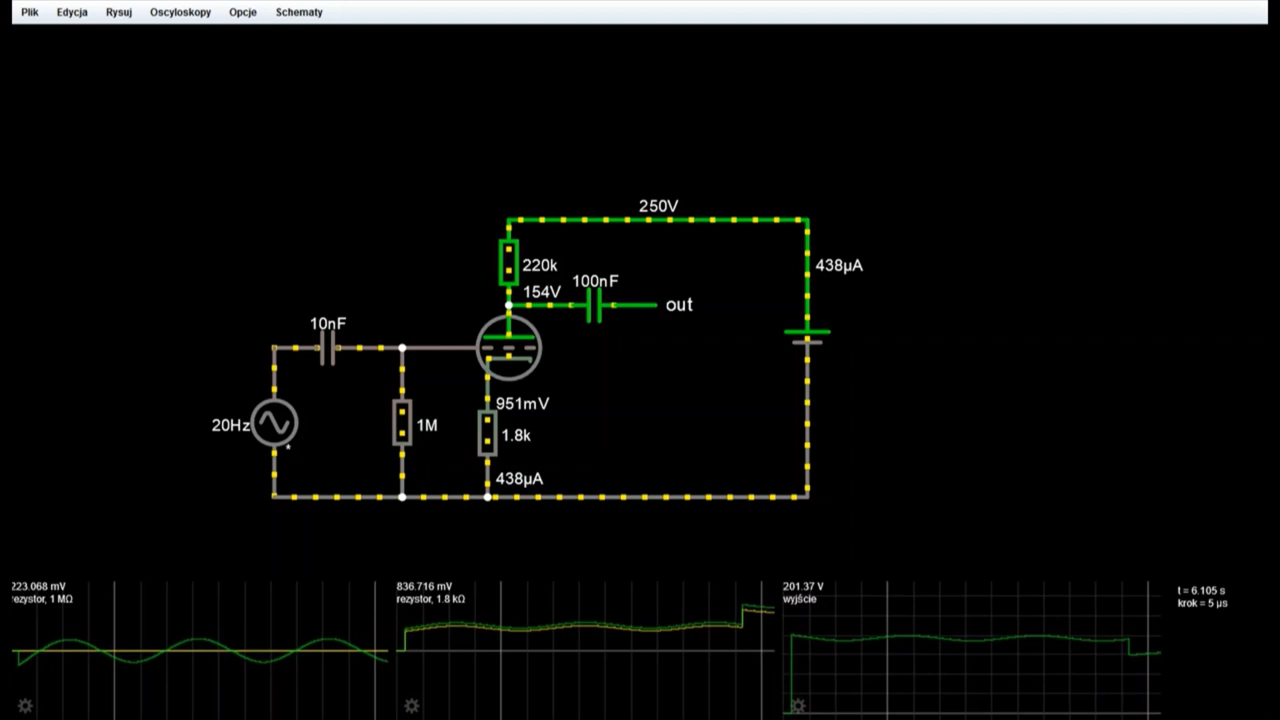 Plik Edycja Rysuj Oscyloskopy Opcje Schematy
250V
220k
438µA
100nF
154V
out
10nF
951mV
20Hz
1M
1.8k
*
438µA
223.068 mV
rezystor, 1 MΩ
836.716 mV
rezystor, 1.8 kΩ
201.37 V
wyjście
t = 6.105 s
krok = 5 µs